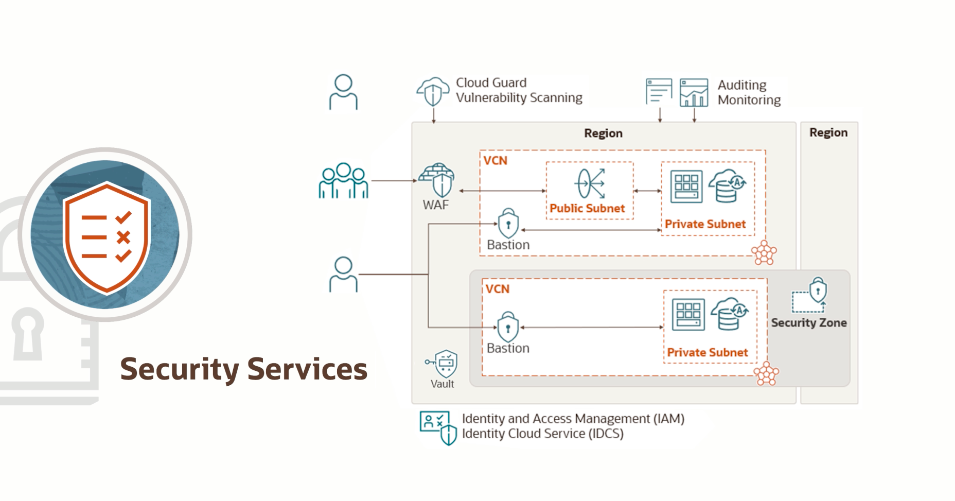 Security Services
Cloud Guard
Vulnerability Scanning
Auditing
Monitoring
Region
Region
VCN
WAF
Public Subnet
Private Subnet
Bastion
VCN
Bastion
Private Subnet
Security Zone
Vault
Identity and Access Management (IAM)
Identity Cloud Service (IDCS)
A
A